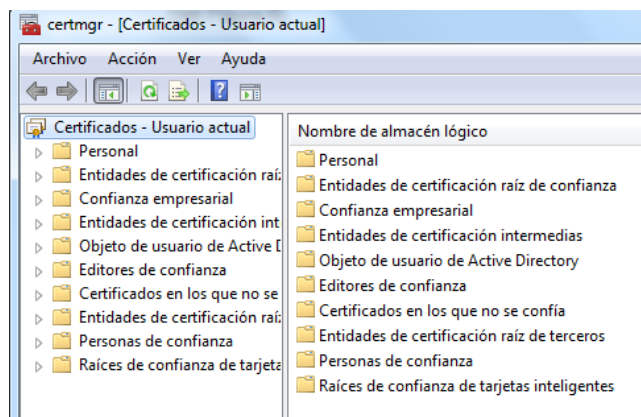 certmgr - [Certificados - Usuario actual]
Archivo Acción Ver Ayuda
Certificados - Usuario actual
Personal
Entidades de certificación raí
Confianza empresarial
Entidades de certificación int
Objeto de usuario de Active D
Editores de confianza
Certificados en los que no se
Entidades de certificación raí
Personas de confianza
Raíces de confianza de tarjeta
Nombre de almacén lógico
Personal
Entidades de certificación raíz de confianza
Confianza empresarial
Entidades de certificación intermedias
Objeto de usuario de Active Directory
Editores de confianza
Certificados en los que no se confía
Entidades de certificación raíz de terceros
Personas de confianza
Raíces de confianza de tarjetas inteligentes